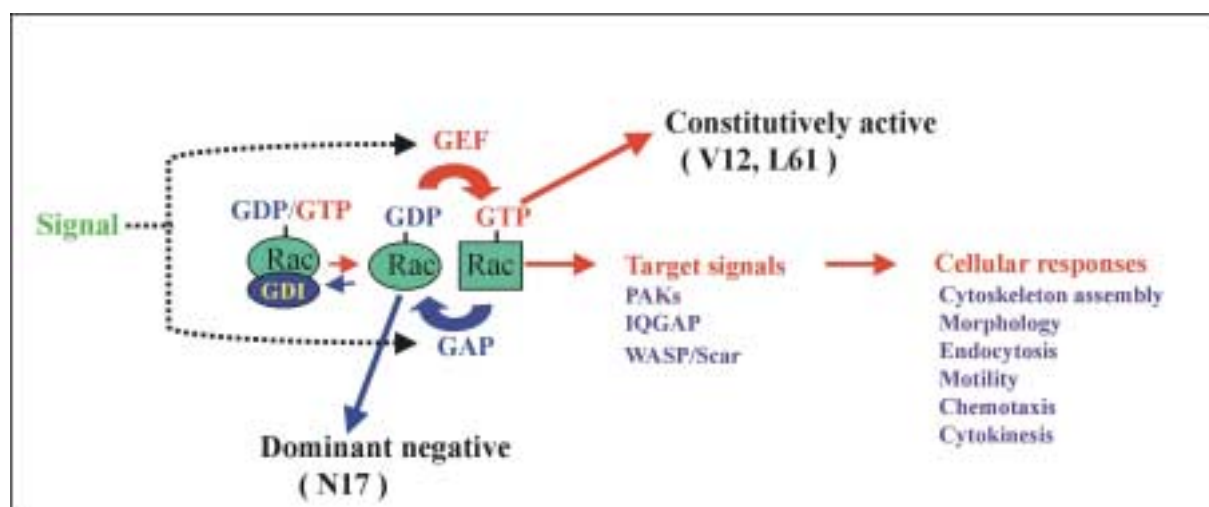 Signal
GEF
GAP
GDP/GTP
Rac
GDI
GDP
Rac
GTP
Rac
Constitutively active
( V12, L61 )
Dominant negative
( N17 )
Target signals
PAKs
IQGAP
WASP/Scar
Cellular responses
Cytoskeleton assembly
Morphology
Endocytosis
Motility
Chemotaxis
Cytokinesis